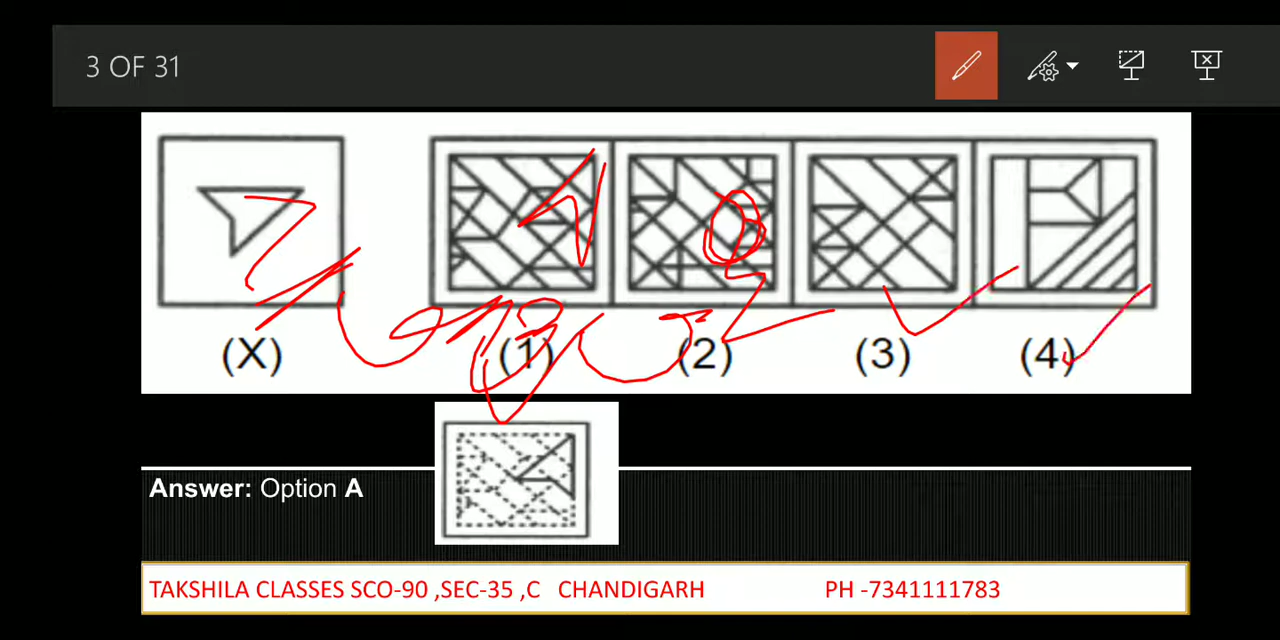 3 OF 31
(X) (1) (2) (3) (4)
Answer: Option A
TAKSHILA CLASSES SCO-90 ,SEC-35 ,C CHANDIGARH PH -7341111783